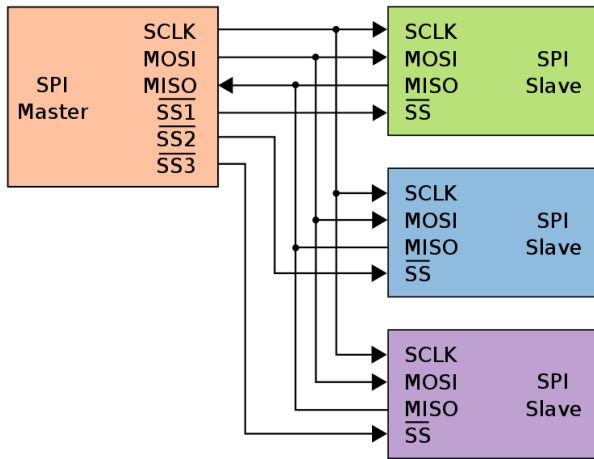 SCLK
MOSI
MISO
SS1
SS2
SS3
SPI
Master
SCLK
MOSI
MISO
SS
SPI
Slave
SCLK
MOSI
MISO
SS
SPI
Slave
SCLK
MOSI
MISO
SS
SPI
Slave